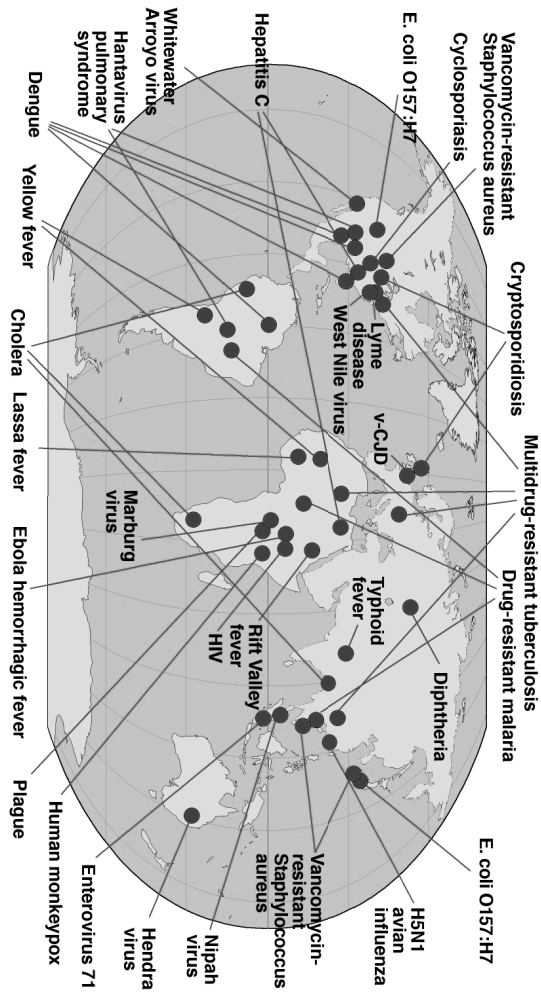 Vancomycin-resistant
Staphylococcus aureus
Cyclosporiasis
E. coli O157:H7
Hepatitis C
Whitewater
Arroyo virus
Hantavirus
pulmonary
syndrome
Dengue
Yellow fever
Cholera
Lassa fever
Ebola hemorrhagic fever
Plague
Human monkeypox
Enterovirus 71
Hendra
virus
Nipah
virus
Vancomycin-
resistant
Staphylococcus
aureus
H5N1
avian
influenza
E. coli O157:H7
Drug-resistant malaria
Multidrug-resistant tuberculosis
Cryptosporidiosis
Lyme
disease
West Nile virus
v-CJD
Typhoid
fever
Diphtheria
Rift Valley
fever
HIV
Marburg
virus